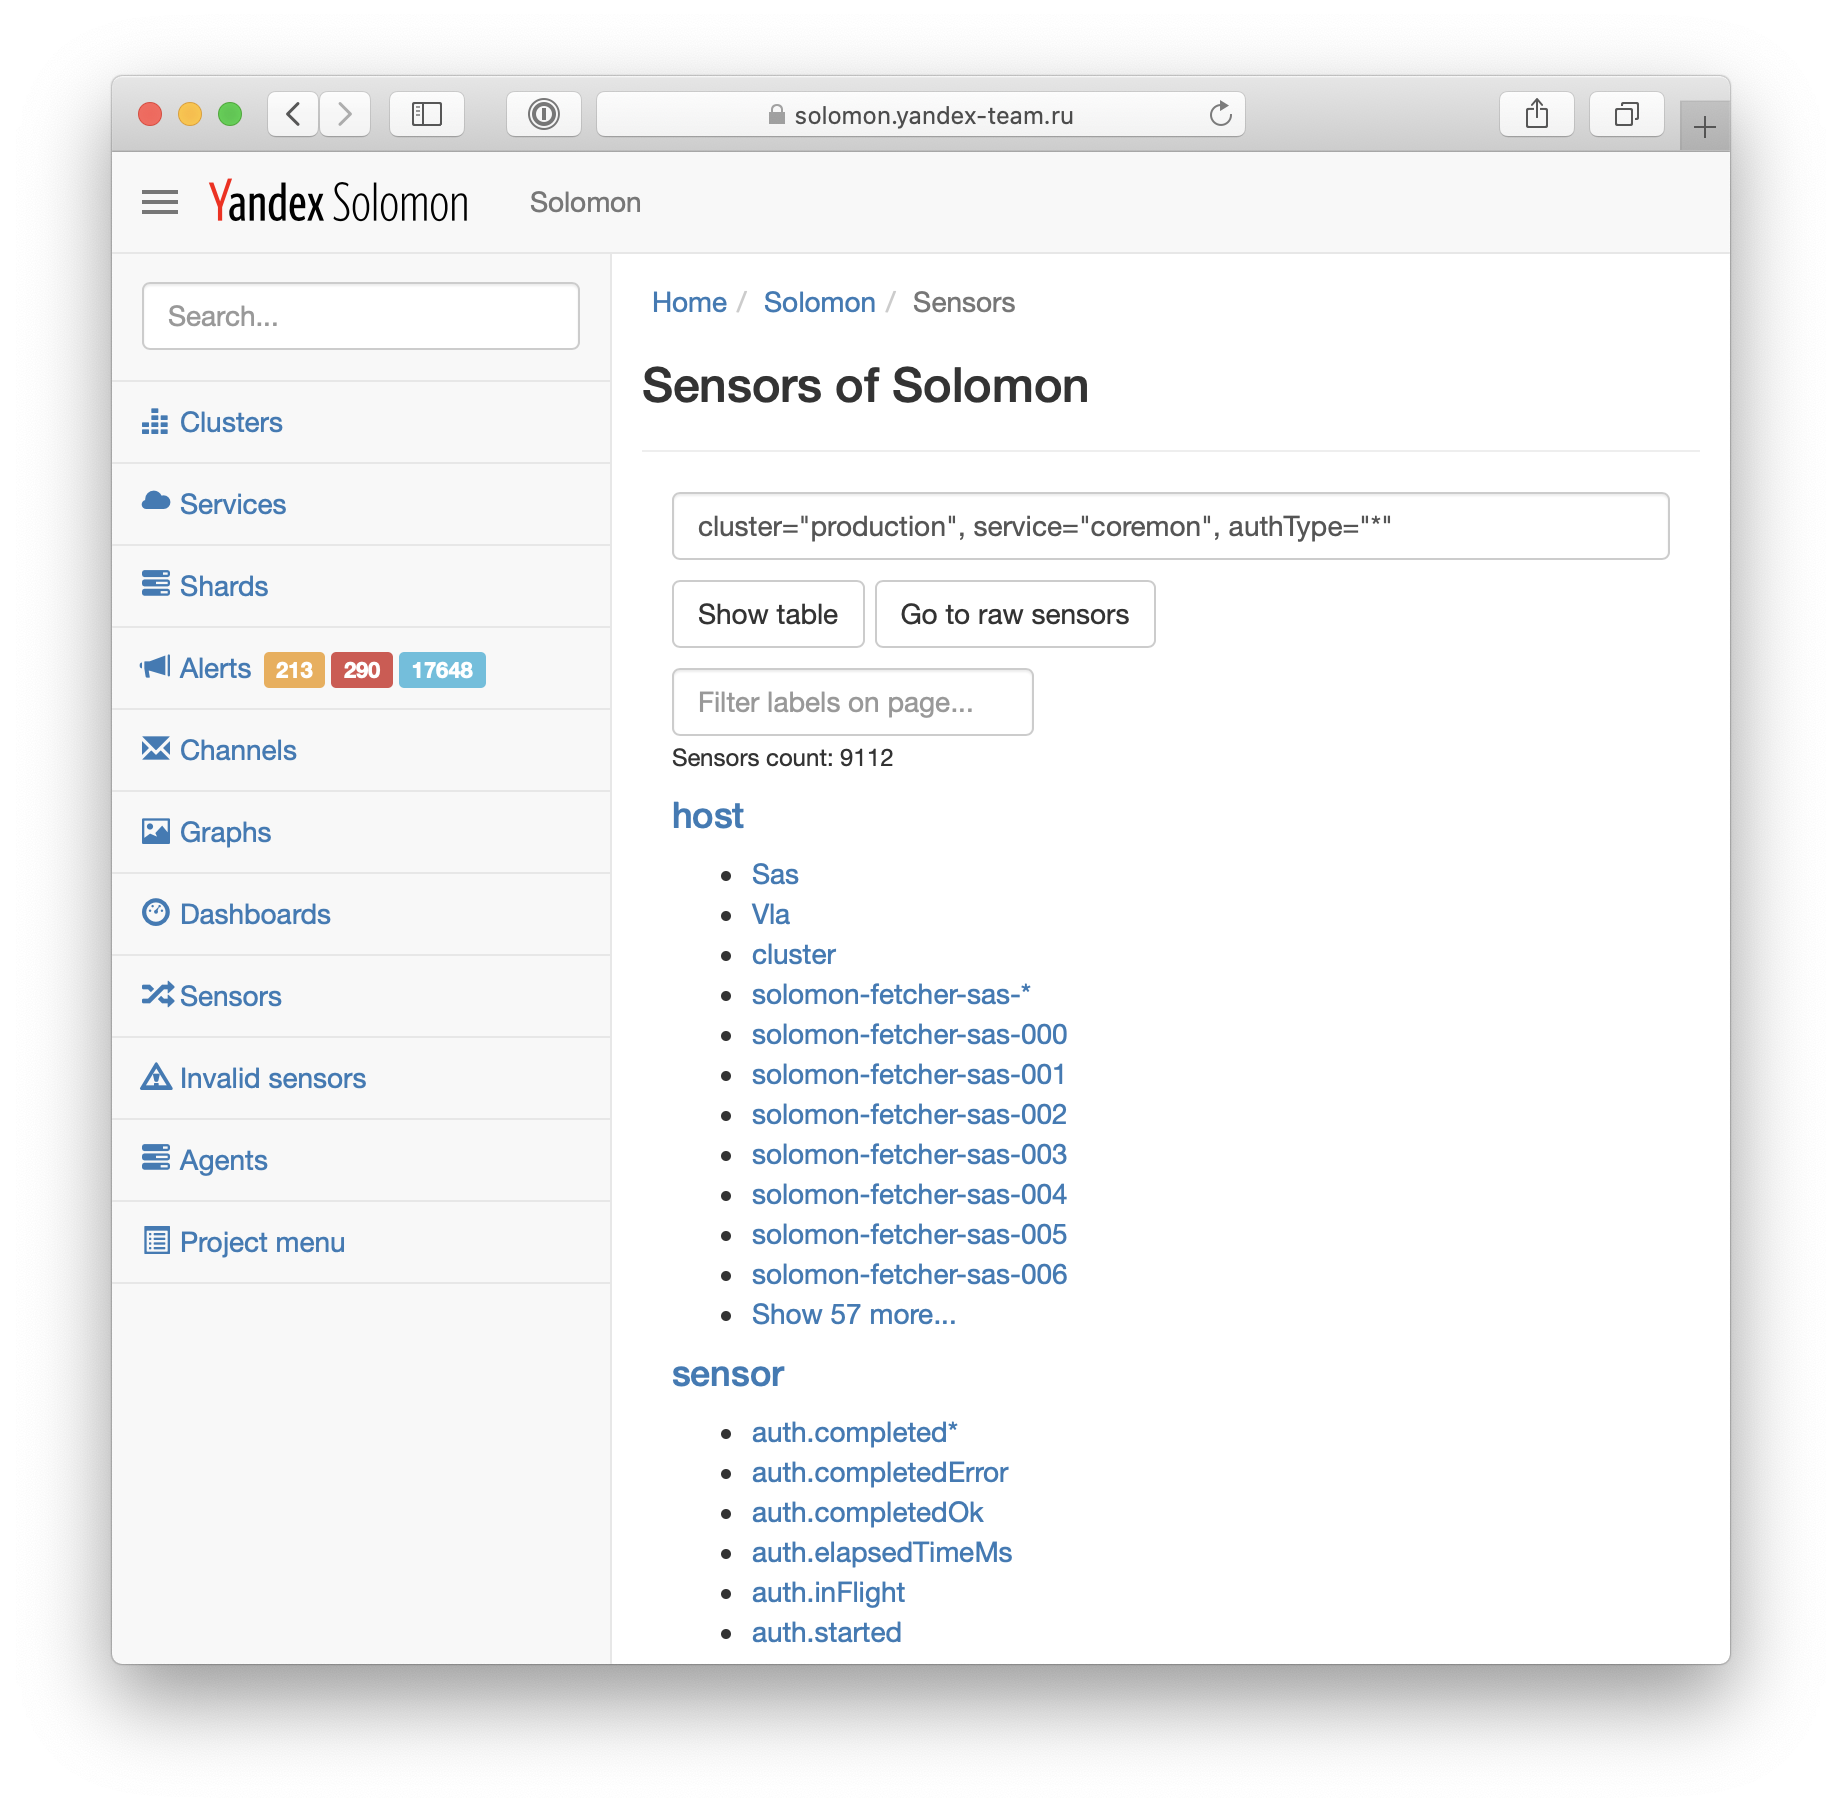 solomon.yandex-team.ru
Yandex Solomon
Solomon
Search...
Clusters
Services
Shards
Alerts 213 290 17648
Channels
Graphs
Dashboards
Sensors
Invalid sensors
Agents
Project menu
Home / Solomon / Sensors
Sensors of Solomon
cluster="production", service="coremon", authType="*"
Show table
Go to raw sensors
Filter labels on page...
Sensors count: 9112
host
Sas
Vla
cluster
solomon-fetcher-sas-*
solomon-fetcher-sas-000
solomon-fetcher-sas-001
solomon-fetcher-sas-002
solomon-fetcher-sas-003
solomon-fetcher-sas-004
solomon-fetcher-sas-005
solomon-fetcher-sas-006
Show 57 more...
sensor
auth.completed*
auth.completedError
auth.completedOk
auth.elapsedTimeMs
auth.inFlight
auth.started